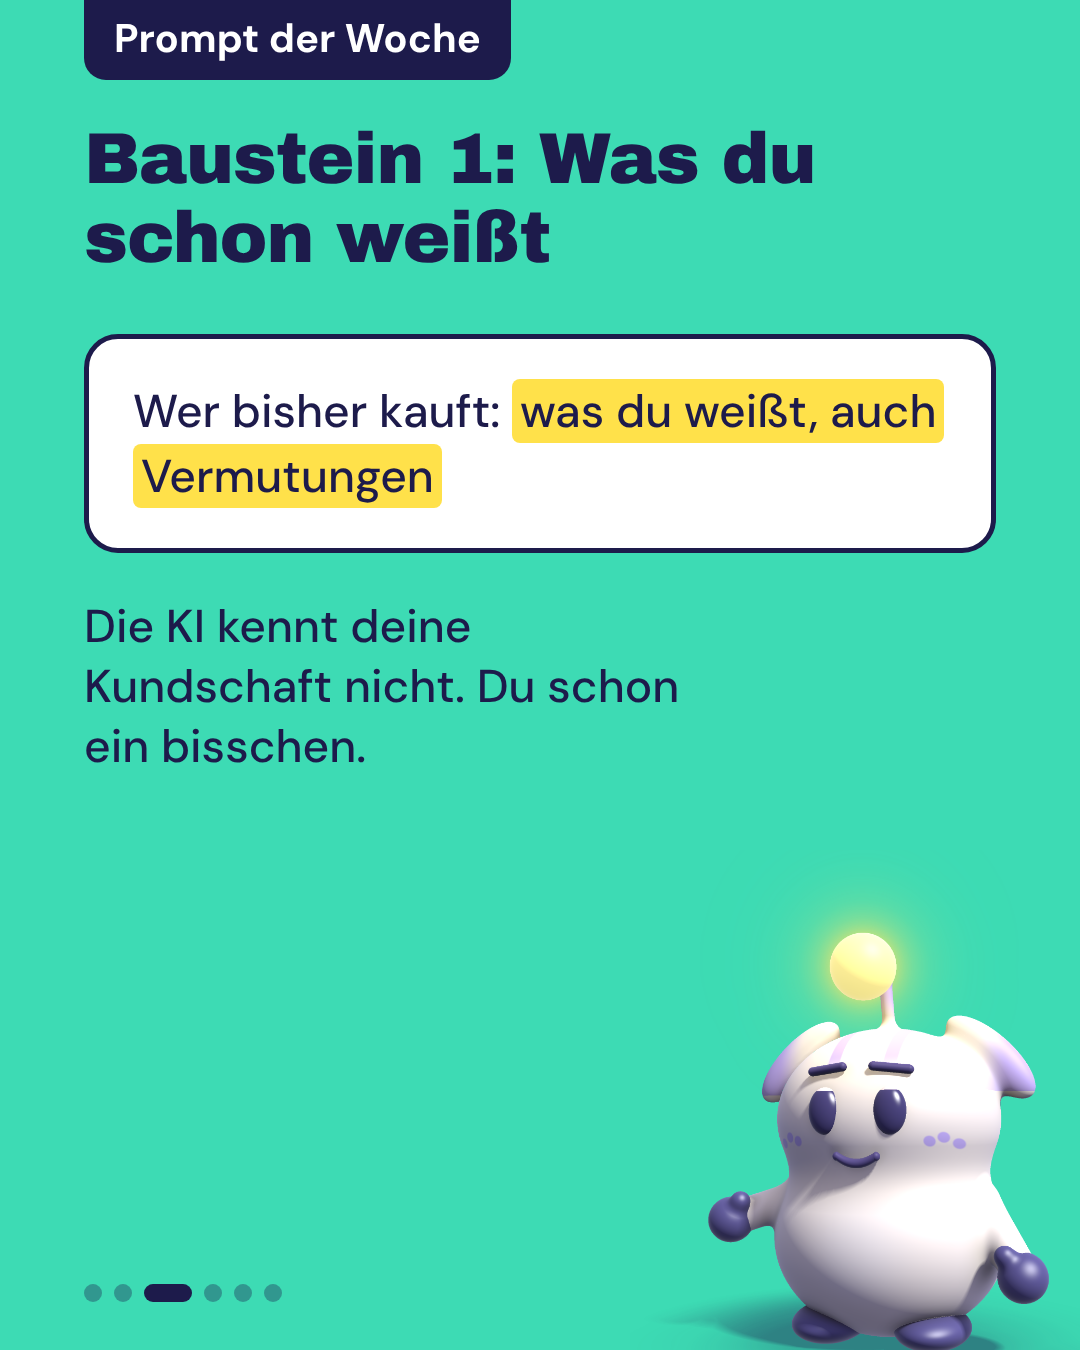 Prompt der Woche
Baustein 1: Was du
schon weißt
Wer bisher kauft: was du weißt, auch
Vermutungen
Die KI kennt deine
Kundschaft nicht. Du schon
ein bisschen.